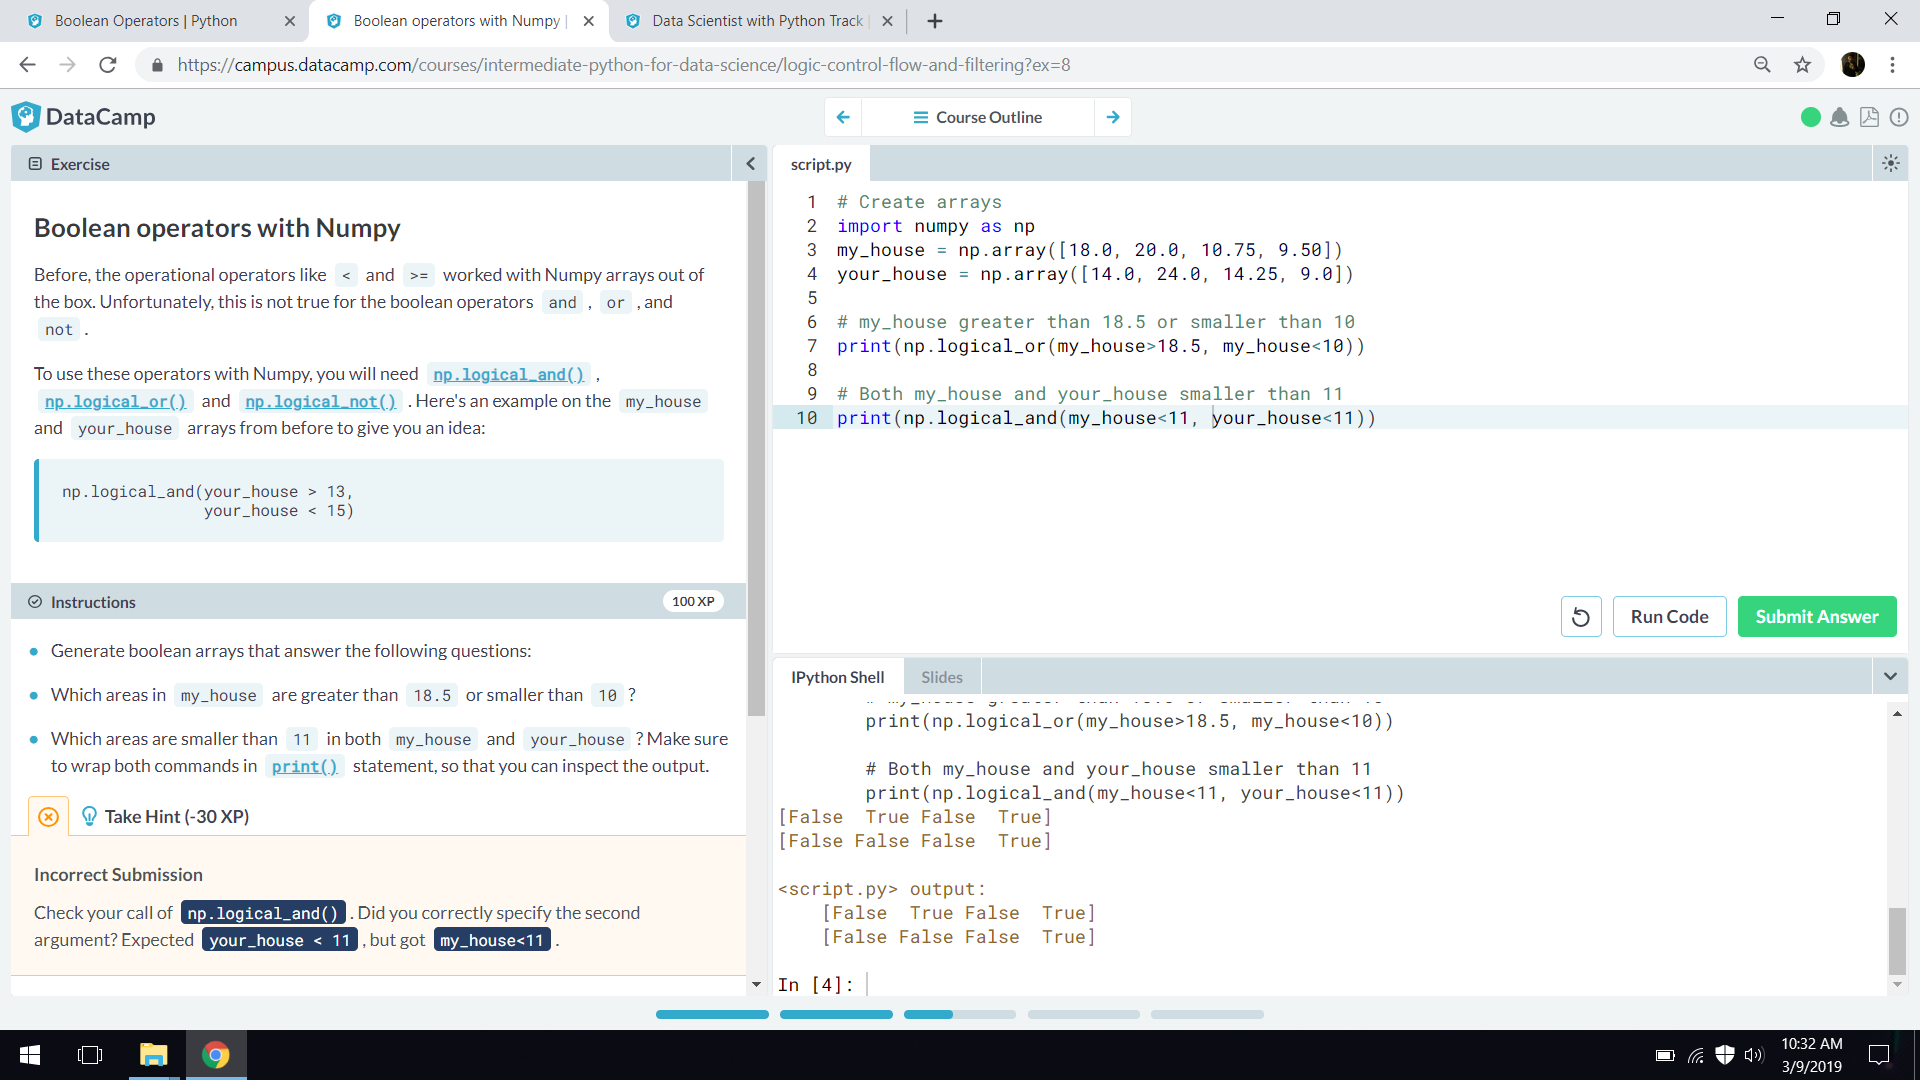 Boolean Operators | Python
Boolean operators with Numpy |
Data Scientist with Python Track |
https://campus.datacamp.com/courses/intermediate-python-for-data-science/logic-control-flow-and-filtering?ex=8
DataCamp
Course Outline
Exercise
Boolean operators with Numpy
Before, the operational operators like < and >= worked with Numpy arrays out of
the box. Unfortunately, this is not true for the boolean operators and , or , and
not .
To use these operators with Numpy, you will need np.logical_and() ,
np.logical_or() and np.logical_not() . Here's an example on the my_house
and your_house arrays from before to give you an idea:
np.logical_and(your_house > 13,
your_house < 15)
Instructions
100 XP
Generate boolean arrays that answer the following questions:
Which areas in my_house are greater than 18.5 or smaller than 10 ?
Which areas are smaller than 11 in both my_house and your_house ? Make sure
to wrap both commands in print() statement, so that you can inspect the output.
Take Hint (-30 XP)
Incorrect Submission
Check your call of np.logical_and() . Did you correctly specify the second
argument? Expected your_house < 11 , but got my_house<11 .
script.py
1 # Create arrays
2 import numpy as np
3 my_house = np.array([18.0, 20.0, 10.75, 9.50])
4 your_house = np.array([14.0, 24.0, 14.25, 9.0])
5
6 # my_house greater than 18.5 or smaller than 10
7 print(np.logical_or(my_house>18.5, my_house<10))
8
9 # Both my_house and your_house smaller than 11
10 print(np.logical_and(my_house<11, your_house<11))
Run Code
Submit Answer
IPython Shell
Slides
# my_house greater than 18.5 or smaller than 10
print(np.logical_or(my_house>18.5, my_house<10))
# Both my_house and your_house smaller than 11
print(np.logical_and(my_house<11, your_house<11))
[False  True False  True]
[False False False  True]
<script.py> output:
[False  True False  True]
[False False False  True]
In [4]:
10:32 AM
3/9/2019